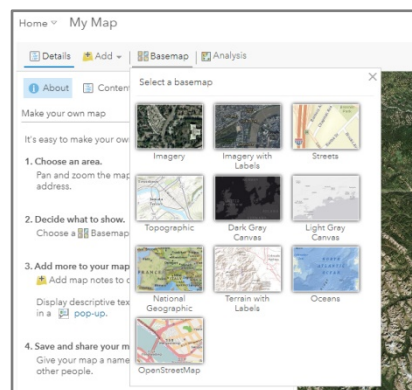 Home My Map
Details Add Basemap Analysis
About Conten
Make your own map
It's easy to make your ow
1. Choose an area.
Pan and zoom the map
address.
2. Decide what to show.
Choose a Basemap
3. Add more to your map
Add map notes to
Display descriptive tex
in a pop-up.
4. Save and share your m
Give your map a name
other people.
Select a basemap
Imagery
Imagery with
Labels
Streets
Topographic
Dark Gray
Canvas
Light Gray
Canvas
National
Geographic
Terrain with
Labels
Oceans
OpenStreetMap